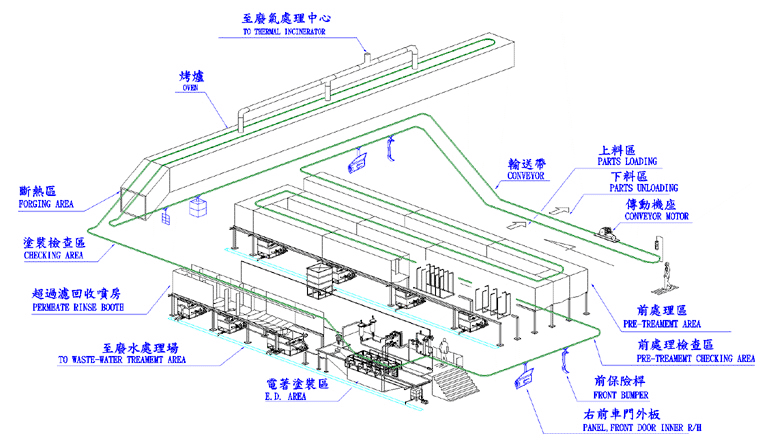 至廢氣處理中心
TO THERMAL INCINERATOR
烤爐
OVEN
上料區
PARTS LOADING
輸送帶
CONVEYOR
下料區
PARTS UNLOADING
斷熱區
FORGING AREA
傳動機座
CONVEYOR MOTOR
塗裝檢查區
CHECKING AREA
超過濾回收噴房
PERMEATE RINSE BOOTH
前處理區
PRE-TREAMEMT AREA
至廢水處理場
TO WASTE-WATER TREAMEMT AREA
前處理檢查區
PRE-TREAMEMT CHECKING AREA
電著塗裝區
E.D. AREA
前保險桿
FRONT BUMPER
右前車門外板
PANEL,FRONT DOOR INNER R/H